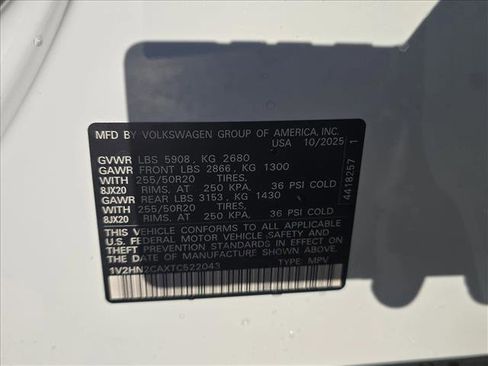 MFD BY VOLKSWAGEN GROUP OF AMERICA, INC.
USA 10/2025
GVWR LBS 5908, KG 2680
GAWR FRONT LBS 2866, KG 1300
WITH 255/50R20 TIRES,
8JX20 RIMS, AT 250 KPA, 36 PSI COLD
GAWR REAR LBS 3153, KG 1430
WITH 255/50R20 TIRES,
8JX20 RIMS, AT 250 KPA, 36 PSI COLD
THIS VEHICLE CONFORMS TO ALL APPLICABLE
U.S. FEDERAL MOTOR VEHICLE SAFETY AND
THEFT PREVENTION STANDARDS IN EFFECT ON
THE DATE OF MANUFACTURE SHOWN ABOVE.
1V2HN2CAXTC522043 TYPE: MPV
4418257 1